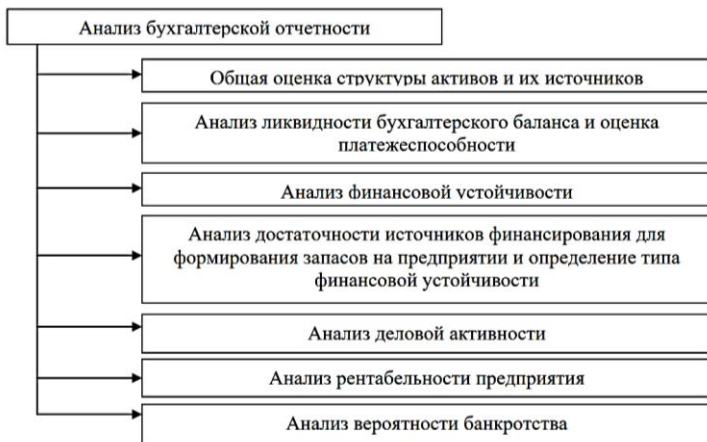 Анализ бухгалтерской отчетности
Общая оценка структуры активов и их источников
Анализ ликвидности бухгалтерского баланса и оценка
платежеспособности
Анализ финансовой устойчивости
Анализ достаточности источников финансирования для
формирования запасов на предприятии и определение типа
финансовой устойчивости
Анализ деловой активности
Анализ рентабельности предприятия
Анализ вероятности банкротства